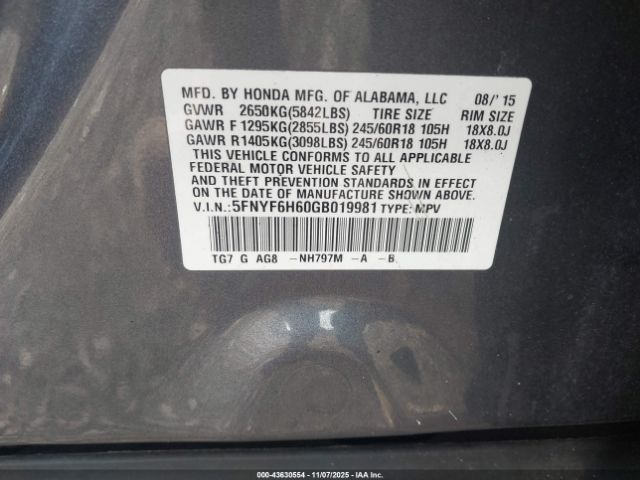 MFD. BY HONDA MFG. OF ALABAMA, LLC 08/'15
GVWR 2650KG(5842LBS) TIRE SIZE RIM SIZE
GAWR F 1295KG(2855LBS) 245/60R18 105H 18X8.0J
GAWR R1405KG(3098LBS) 245/60R18 105H 18X8.0J
THIS VEHICLE CONFORMS TO ALL APPLICABLE
FEDERAL MOTOR VEHICLE SAFETY
AND THEFT PREVENTION STANDARDS IN EFFECT
ON THE DATE OF MANUFACTURE SHOWN ABOVE.
V.I.N.:5FNYF6H60GB019981 TYPE: MPV
TG7 G AG8 -NH797M -A -B
000-43630554 - 11/07/2025 - IAA Inc.